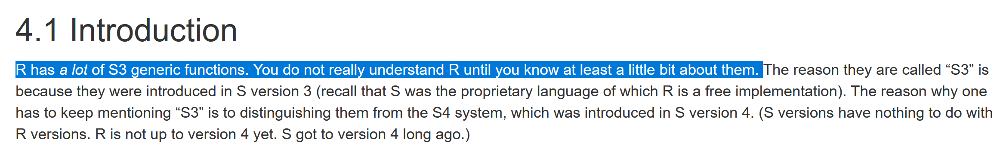 4.1 Introduction
R has a lot of S3 generic functions. You do not really understand R until you know at least a little bit about them. The reason they are called “S3” is
because they were introduced in S version 3 (recall that S was the proprietary language of which R is a free implementation). The reason why one
has to keep mentioning “S3” is to distinguishing them from the S4 system, which was introduced in S version 4. (S versions have nothing to do with
R versions. R is not up to version 4 yet. S got to version 4 long ago.)